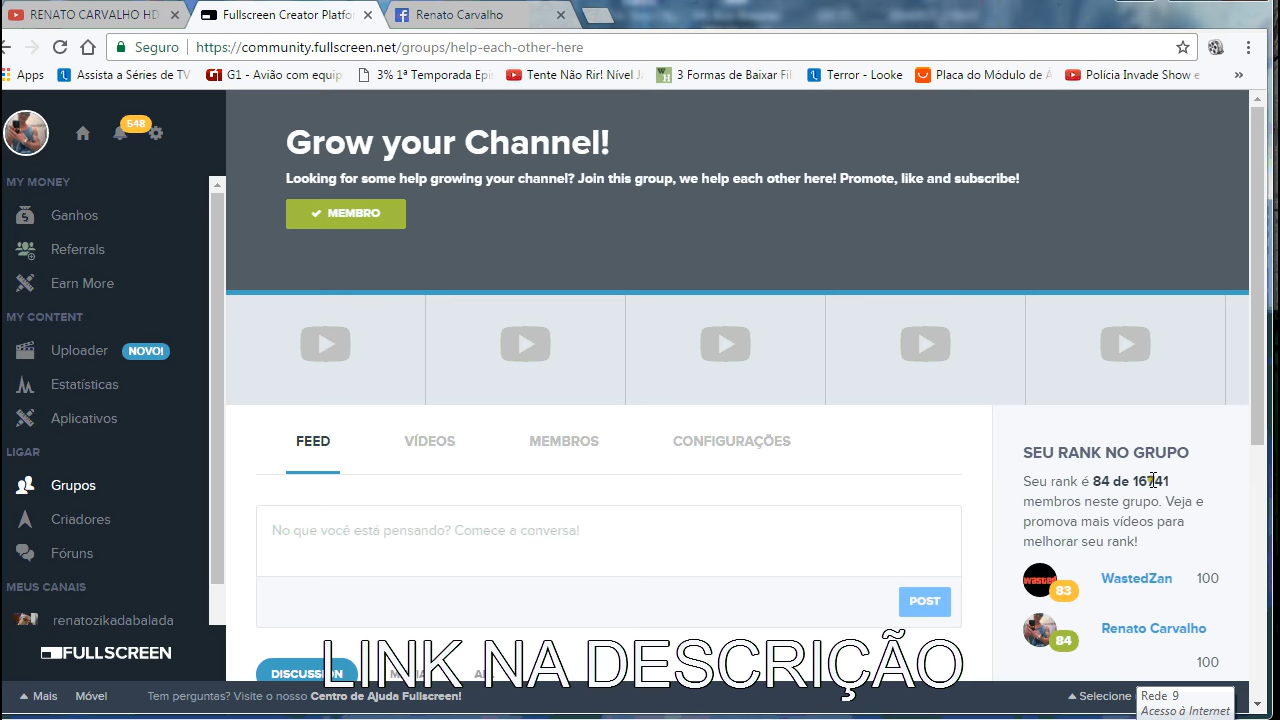 RENATO CARVALHO HD
Fullscreen Creator Platfo
Renato Carvalho
Seguro
https://community.fullscreen.net/groups/help-each-other-here
Apps
Assista a Séries de TV
G1 - Avião com equip
3% 1ª Temporada Epi
Tente Não Rir! Nível
3 Formas de Baixar
Terror - Looke
Placa do Módulo de
Polícia Invade Show e
»
548
MY MONEY
Ganhos
Referrals
Earn More
MY CONTENT
Uploader NOVO!
Estatísticas
Aplicativos
LIGAR
Grupos
Criadores
Fóruns
MEUS CANAIS
renatozikadabalada
FULLSCREEN
Grow your Channel!
Looking for some help growing your channel? Join this group, we help each other here! Promote, like and subscribe!
MEMBRO
FEED
VÍDEOS
MEMBROS
CONFIGURAÇÕES
No que você está pensando? Comece a conversa!
POST
DISCUSSION
SEU RANK NO GRUPO
Seu rank é 84 de
membros neste grupo. Veja e
promova mais vídeos para
melhorar seu rank!
WastedZan 100
83
Renato Carvalho
84
100
LINK NA DESCRIÇÃO
Mais
Móvel
Tem perguntas? Visite o nosso Centro de Ajuda Fullscreen!
Selecione
Rede 9
Acesso à Internet